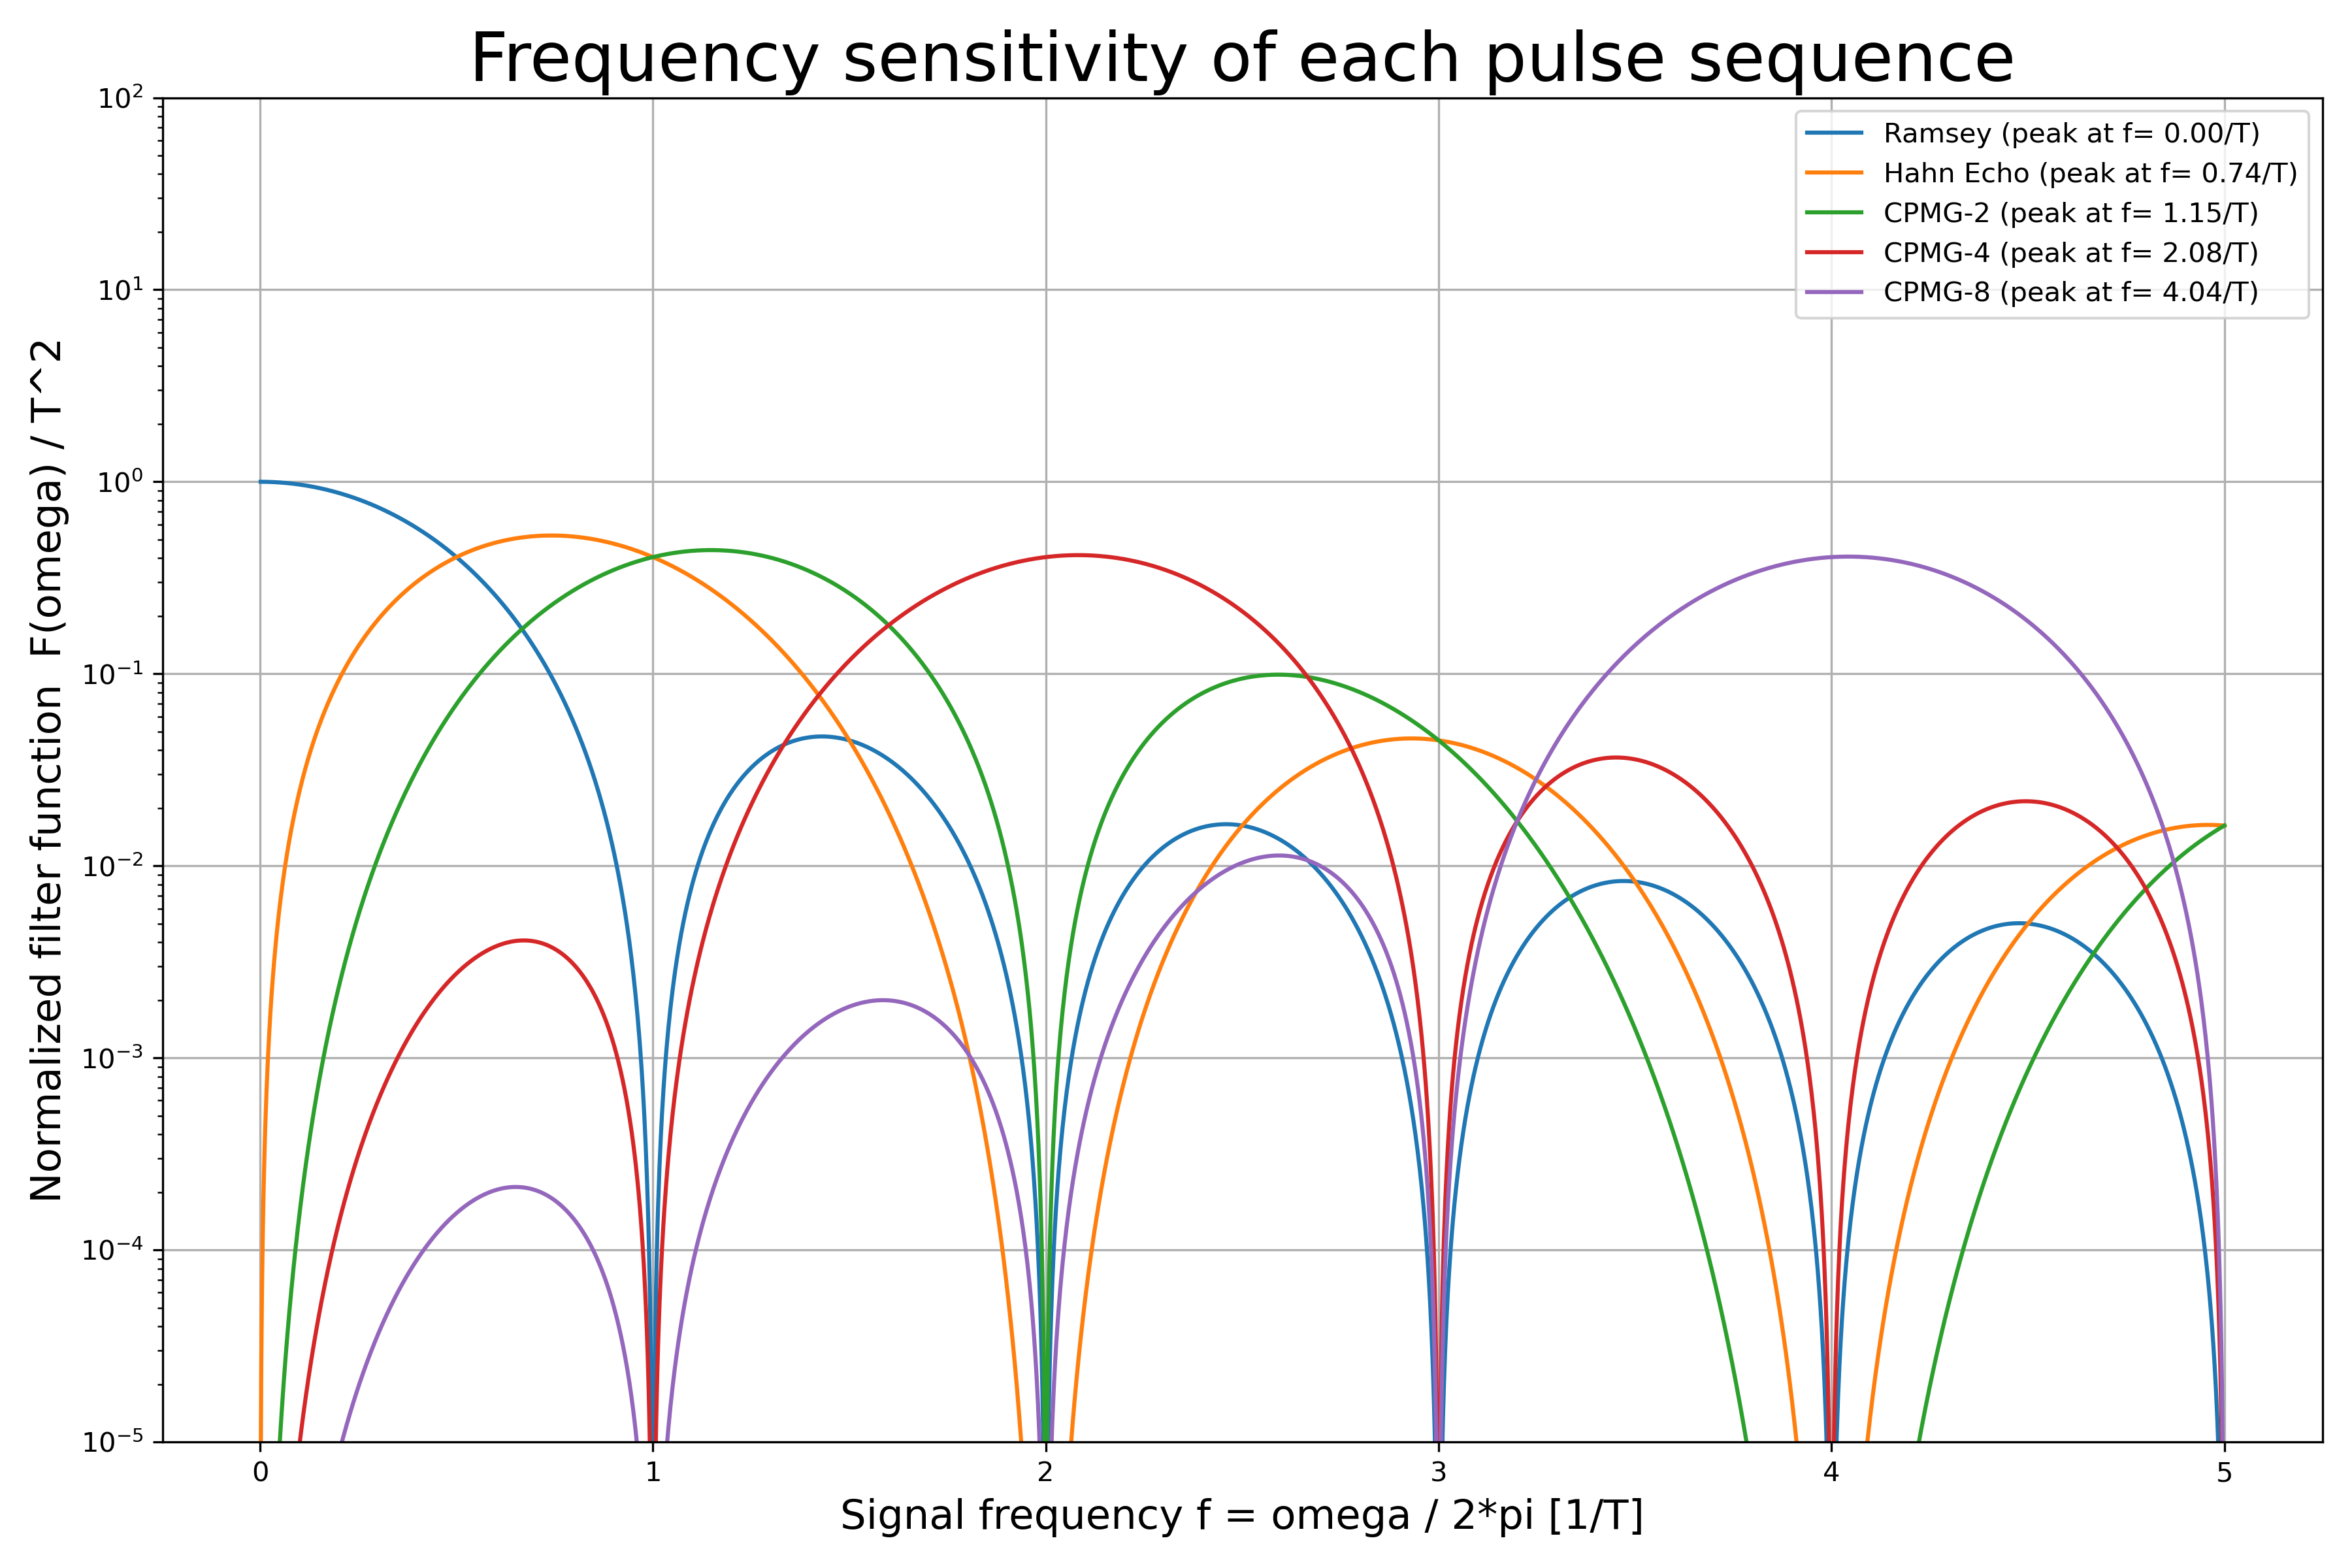 Frequency sensitivity of each pulse sequence
Normalized filter function  F(omega) / T^2
10^2
10^1
10^0
10^−1
10^−2
10^−3
10^−4
10^−5
Ramsey (peak at f= 0.00/T)
Hahn Echo (peak at f= 0.74/T)
CPMG-2 (peak at f= 1.15/T)
CPMG-4 (peak at f= 2.08/T)
CPMG-8 (peak at f= 4.04/T)
0 1 2 3 4 5
Signal frequency f = omega / 2*pi [1/T]